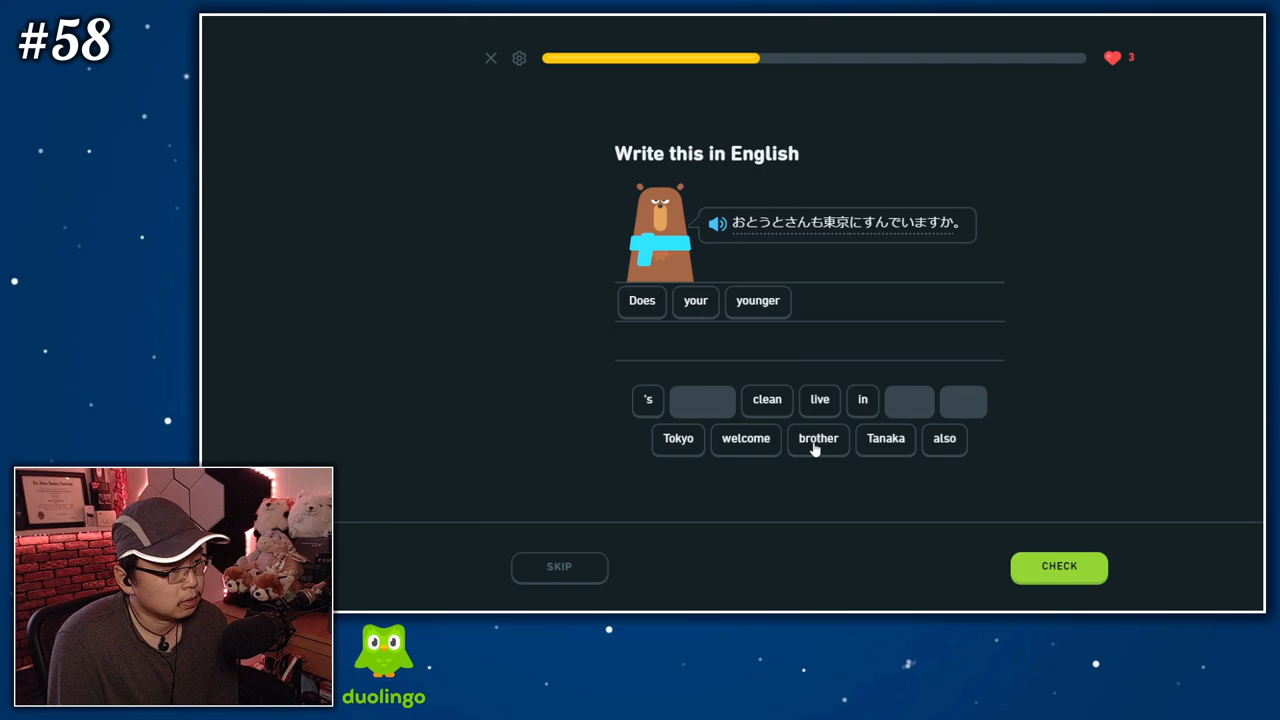 #58
3
Write this in English
おとうとさんも東京にすんでいますか。
Does your younger
's clean live in
Tokyo welcome brother Tanaka also
SKIP
CHECK
duolingo